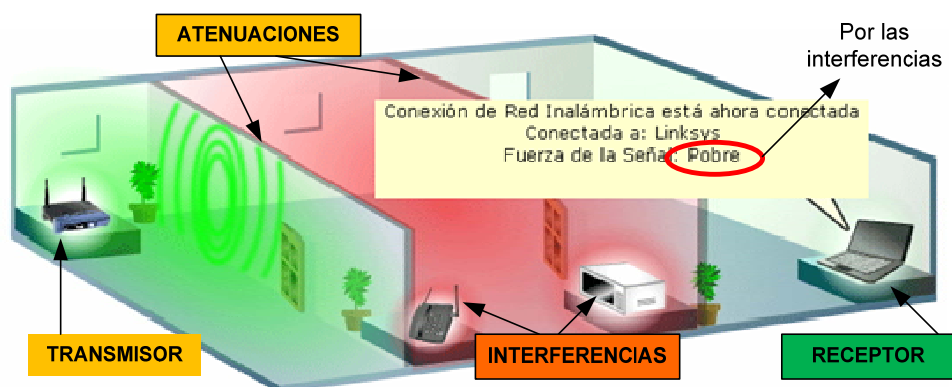 ATENUACIONES
Por las
interferencias
Conexión de Red Inalámbrica está ahora conectada
Conectada a: Linksys
Fuerza de la Señal: Pobre
TRANSMISOR
INTERFERENCIAS
RECEPTOR